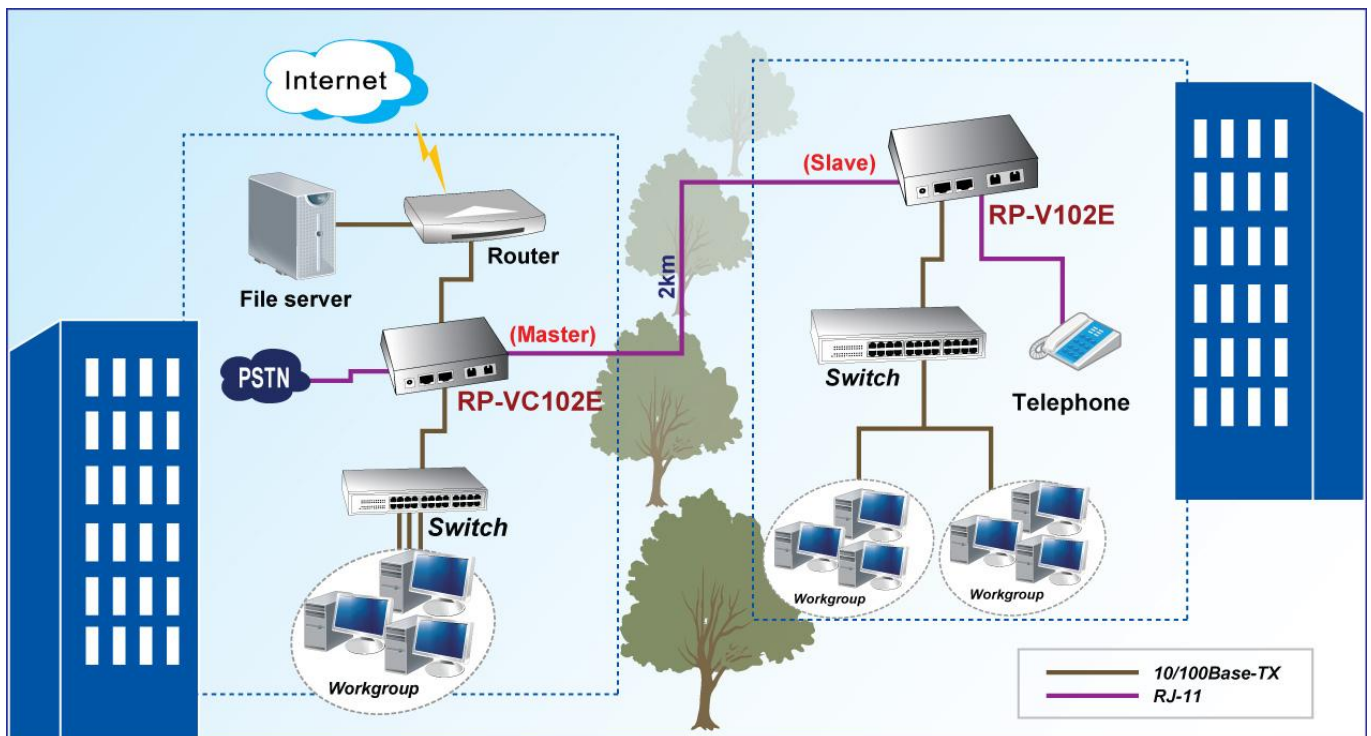 Internet
(Slave)
RP-V102E
Router
File server
2km
(Master)
PSTN
RP-VC102E
Switch
Telephone
Switch
Workgroup
Workgroup
Workgroup
10/100Base-TX
RJ-11